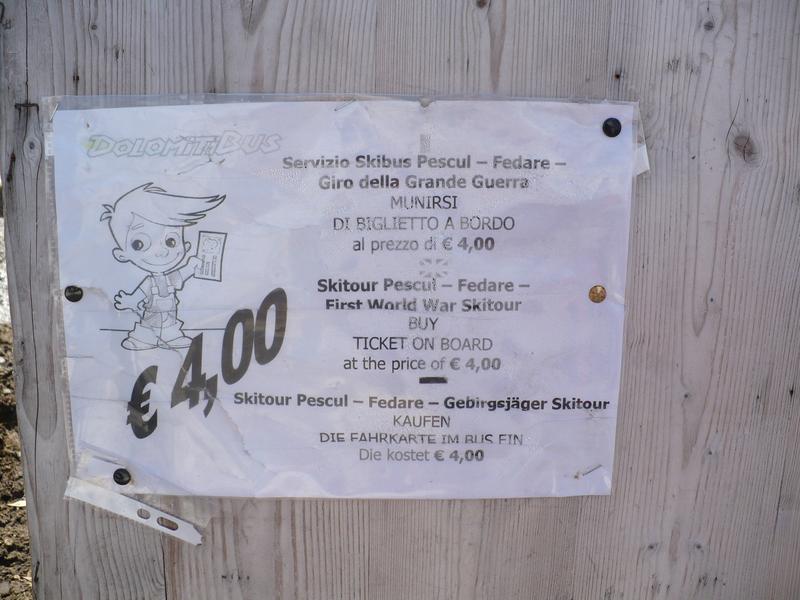 DOLOMITIBUS
Servizio Skibus Pescul – Fedare –
Giro della Grande Guerra
MUNIRSI
DI BIGLIETTO A BORDO
al prezzo di € 4,00
Skitour Pescul – Fedare –
First World War Skitour
BUY
TICKET ON BOARD
at the price of € 4,00
€ 4,00
Skitour Pescul – Fedare – Gebirgsjäger Skitour
KAUFEN
DIE FAHRKARTE IM BUS EIN
Die kostet € 4,00